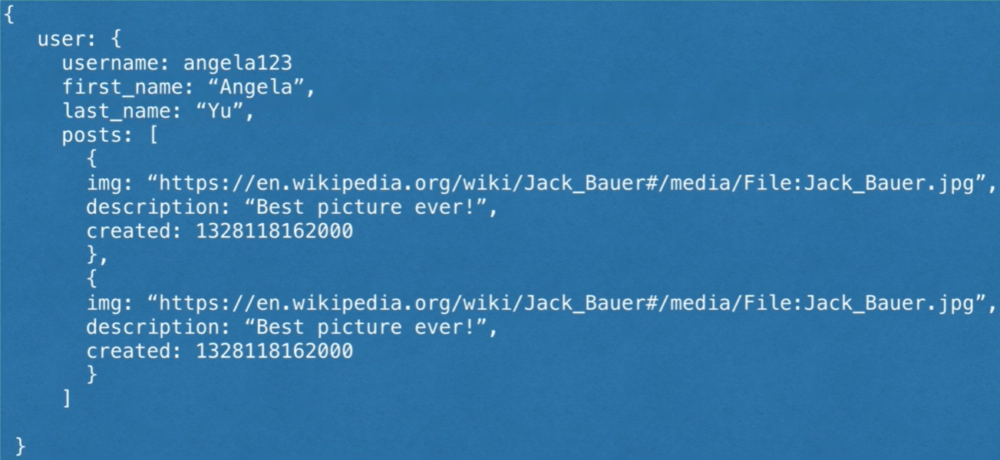 {
user: {
username: angela123
first_name: “Angela”,
last_name: “Yu”,
posts: [
{
img: “https://en.wikipedia.org/wiki/Jack_Bauer#/media/File:Jack_Bauer.jpg”,
description: “Best picture ever!”,
created: 1328118162000
},
{
img: “https://en.wikipedia.org/wiki/Jack_Bauer#/media/File:Jack_Bauer.jpg”,
description: “Best picture ever!”,
created: 1328118162000
}
]
}